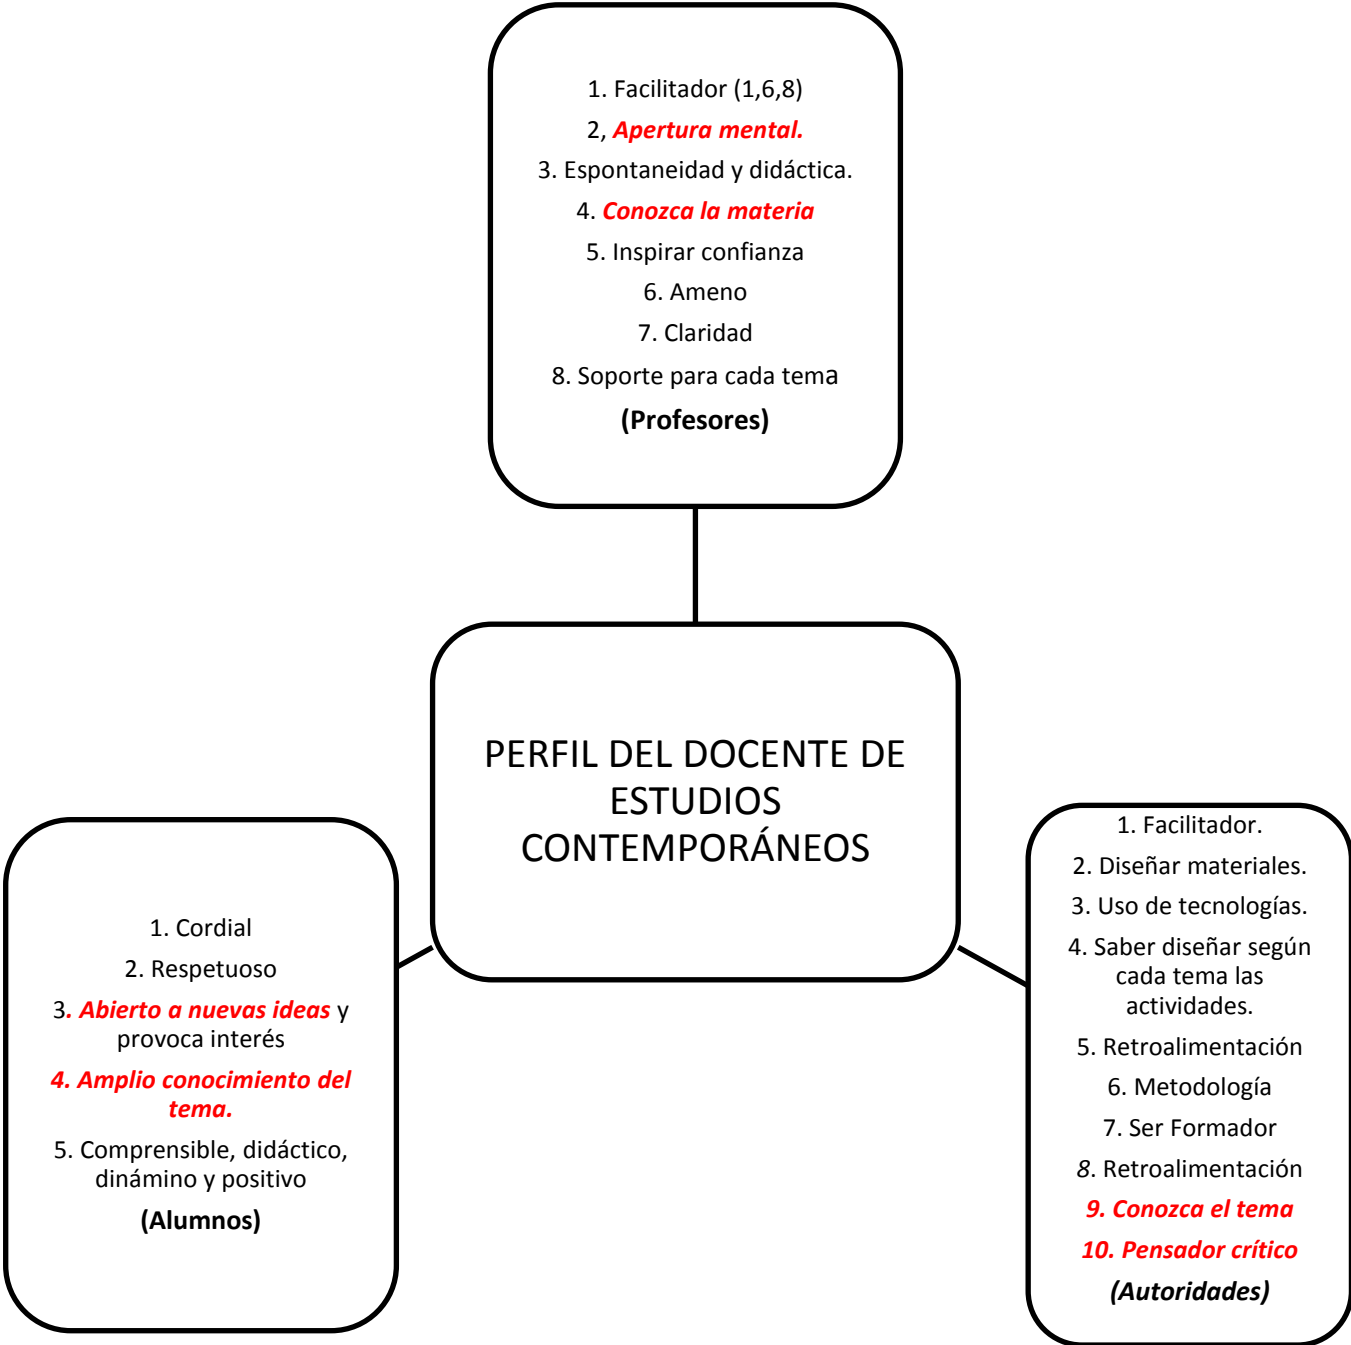 1. Facilitador (1,6,8)
2, Apertura mental.
3. Espontaneidad y didáctica.
4. Conozca la materia
5. Inspirar confianza
6. Ameno
7. Claridad
8. Soporte para cada tema
(Profesores)
PERFIL DEL DOCENTE DE
ESTUDIOS
CONTEMPORÁNEOS
1. Cordial
2. Respetuoso
3. Abierto a nuevas ideas y
provoca interés
4. Amplio conocimiento del
tema.
5. Comprensible, didáctico,
dinámino y positivo
(Alumnos)
1. Facilitador.
2. Diseñar materiales.
3. Uso de tecnologías.
4. Saber diseñar según
cada tema las
actividades.
5. Retroalimentación
6. Metodología
7. Ser Formador
8. Retroalimentación
9. Conozca el tema
10. Pensador crítico
(Autoridades)